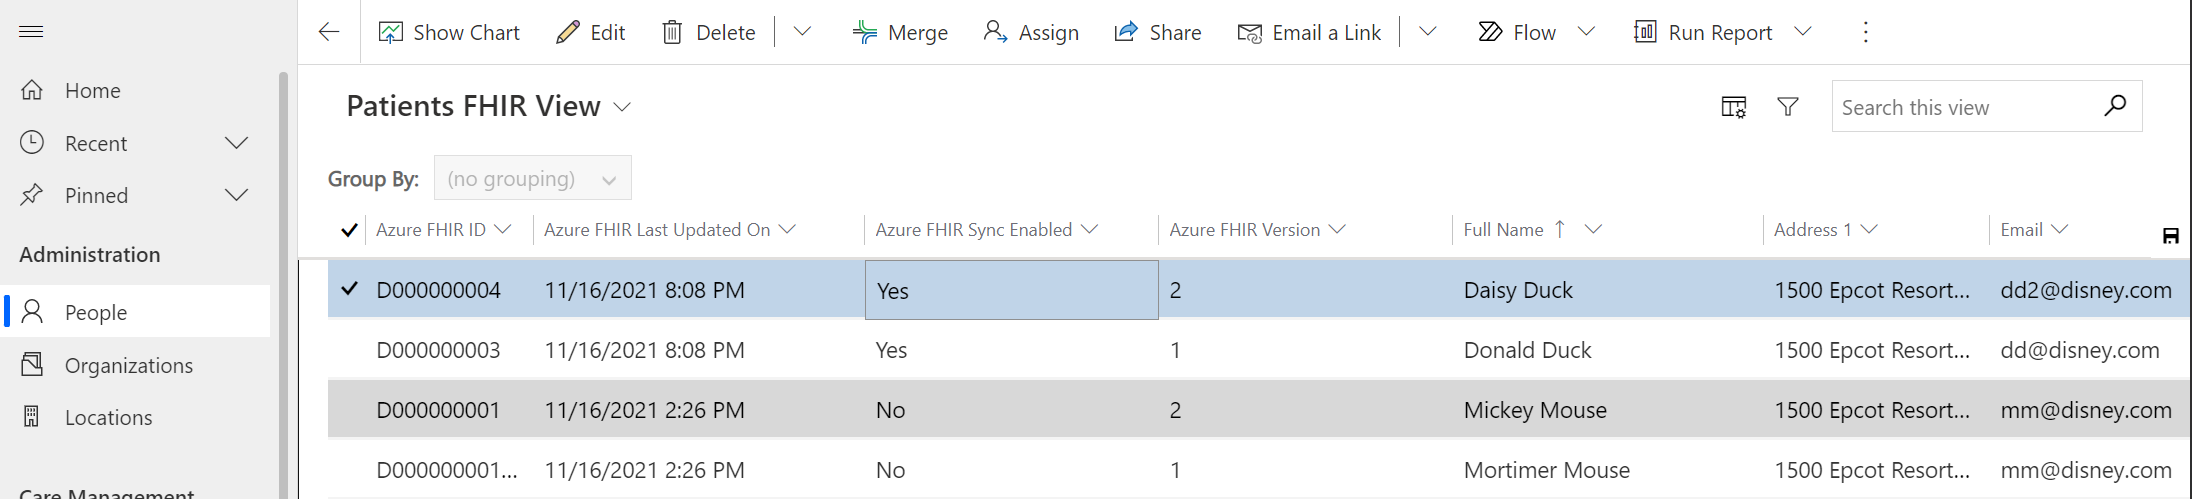 Show Chart Edit Delete Merge Assign Share Email a Link Flow Run Report
Home
Recent
Pinned
Administration
People
Organizations
Locations
Care Management
Patients FHIR View
Search this view
Group By: (no grouping)
Azure FHIR ID Azure FHIR Last Updated On Azure FHIR Sync Enabled Azure FHIR Version Full Name Address 1 Email
D000000004 11/16/2021 8:08 PM Yes 2 Daisy Duck 1500 Epcot Resort... dd2@disney.com
D000000003 11/16/2021 8:08 PM Yes 1 Donald Duck 1500 Epcot Resort... dd@disney.com
D000000001 11/16/2021 2:26 PM No 2 Mickey Mouse 1500 Epcot Resort... mm@disney.com
D000000001... 11/16/2021 2:26 PM No 1 Mortimer Mouse 1500 Epcot Resort... mm@disney.com